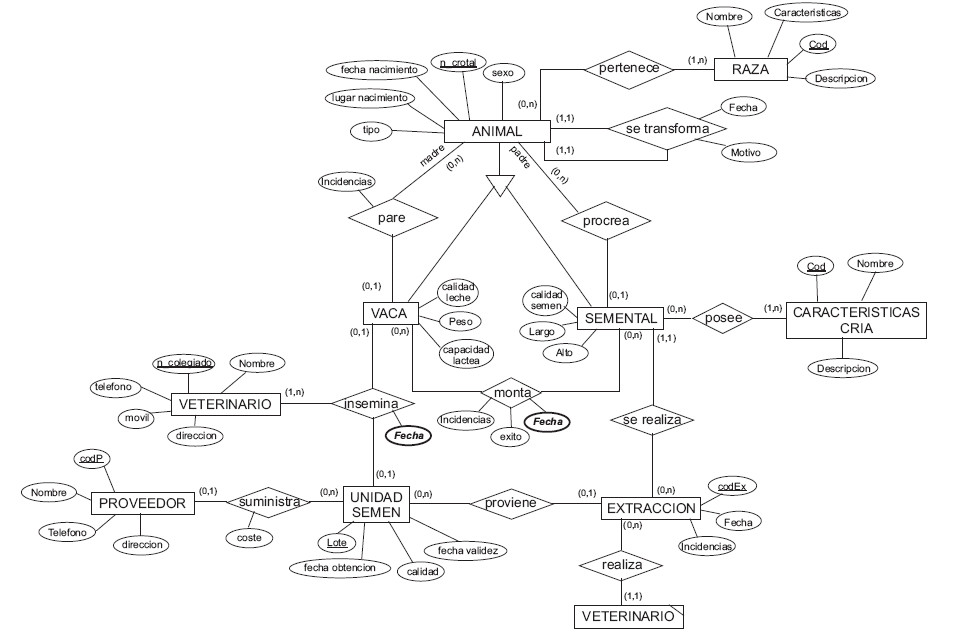 Nombre
Caracteristicas
Cod
RAZA
Descripcion
pertenece
(1,n)
(0,n)
fecha nacimiento
n_crotal
sexo
lugar nacimiento
tipo
ANIMAL
(1,1)
(1,1)
se transforma
Fecha
Motivo
madre
(0,n)
padre
(0,n)
Incidencias
pare
procrea
(0,1)
(0,1)
VACA
calidad
leche
Peso
capacidad
lactea
(0,1)
(0,n)
calidad
semen
Largo
Alto
SEMENTAL
(0,n)
(0,n)
(1,1)
posee
(1,n)
Cod
Nombre
CARACTERISTICAS
CRIA
Descripcion
n_colegiado
Nombre
telefono
movil
VETERINARIO
direccion
(1,n)
insemina
Fecha
monta
Incidencias
exito
Fecha
se realiza
(0,1)
codP
Nombre
PROVEEDOR
Telefono
direccion
(0,1)
suministra
coste
(0,n)
UNIDAD
SEMEN
(0,n)
Lote
fecha obtencion
calidad
fecha validez
proviene
(0,1)
(0,n)
EXTRACCION
codEx
Fecha
Incidencias
(0,n)
realiza
(1,1)
VETERINARIO